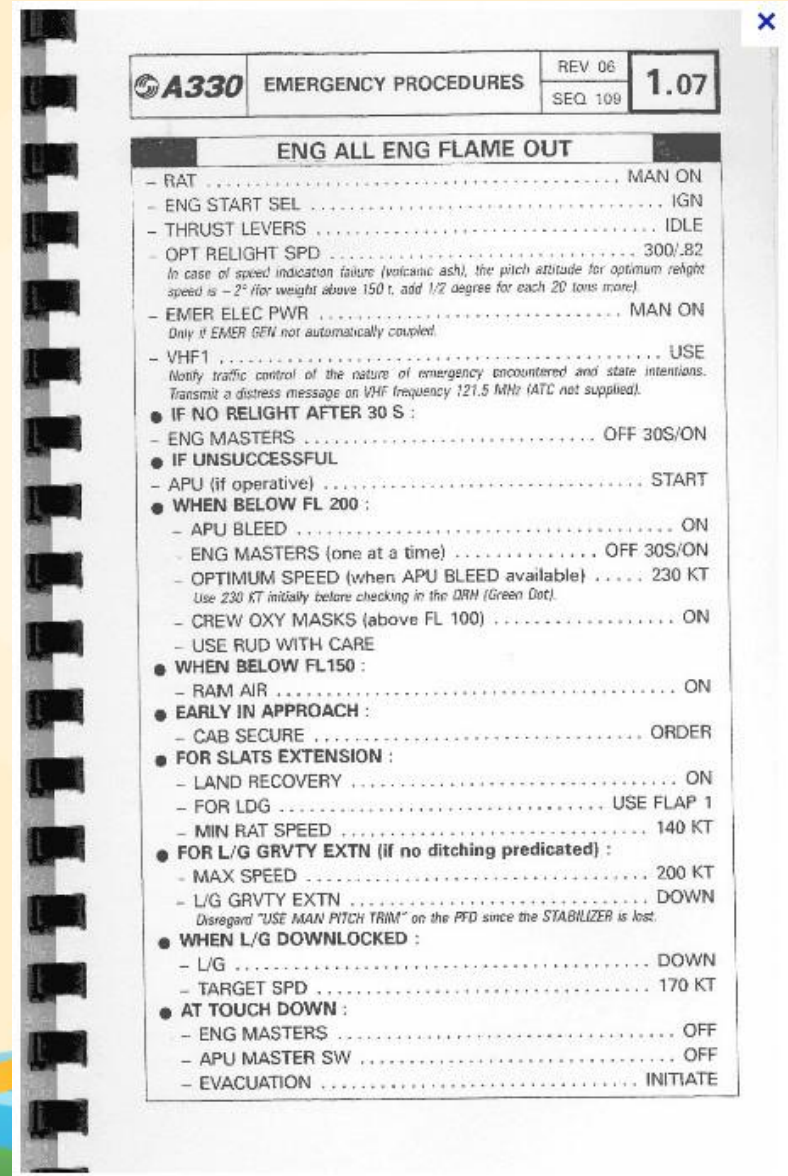 A330
EMERGENCY PROCEDURES
REV 06
SEQ 109
1.07
ENG ALL ENG FLAME OUT
– RAT ........ MAN ON
– ENG START SEL ........ IGN
– THRUST LEVERS ........ IDLE
– OPT RELIGHT SPD ........ 300/.82
In case of speed indication failure (volcanic ash), the pitch attitude for optimum relight
speed is – 2° (for weight above 150 t, add 1/2 degree for each 20 tons more).
– EMER ELEC PWR ........ MAN ON
Only if EMER GEN not automatically coupled.
– VHF1 ........ USE
Notify traffic control of the nature of emergency encountered and state intentions.
Transmit a distress message on VHF frequency 121.5 MHz (ATC not supplied).
● IF NO RELIGHT AFTER 30 S :
– ENG MASTERS ........ OFF 30S/ON
● IF UNSUCCESSFUL
– APU (if operative) ........ START
● WHEN BELOW FL 200 :
– APU BLEED ........ ON
– ENG MASTERS (one at a time) ........ OFF 30S/ON
– OPTIMUM SPEED (when APU BLEED available) ..... 230 KT
Use 230 KT initially before checking in the QRH (Green Dot).
– CREW OXY MASKS (above FL 100) ........ ON
– USE RUD WITH CARE
● WHEN BELOW FL150 :
– RAM AIR ........ ON
● EARLY IN APPROACH :
– CAB SECURE ........ ORDER
● FOR SLATS EXTENSION :
– LAND RECOVERY ........ ON
– FOR LDG ........ USE FLAP 1
– MIN RAT SPEED ........ 140 KT
● FOR L/G GRVTY EXTN (if no ditching predicated) :
– MAX SPEED ........ 200 KT
– L/G GRVTY EXTN ........ DOWN
Disregard "USE MAN PITCH TRIM" on the PFD since the STABILIZER is lost.
● WHEN L/G DOWNLOCKED :
– L/G ........ DOWN
– TARGET SPD ........ 170 KT
● AT TOUCH DOWN :
– ENG MASTERS ........ OFF
– APU MASTER SW ........ OFF
– EVACUATION ........ INITIATE